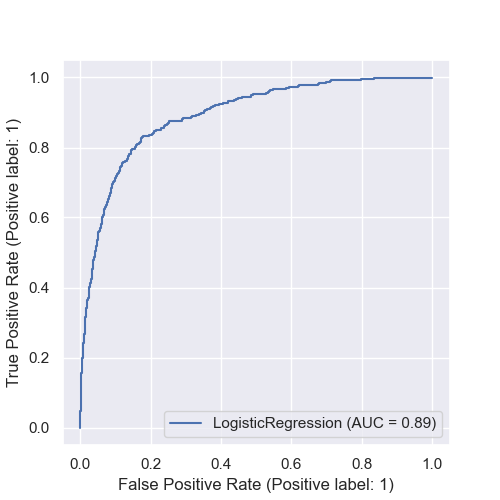 True Positive Rate (Positive label: 1)
1.0
0.8
0.6
0.4
0.2
0.0
LogisticRegression (AUC = 0.89)
0.0 0.2 0.4 0.6 0.8 1.0
False Positive Rate (Positive label: 1)